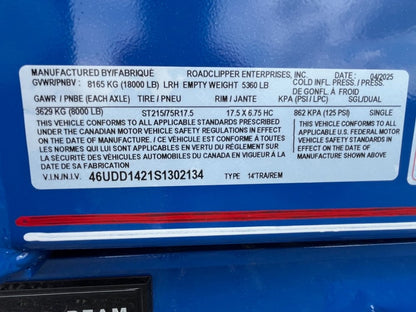 MANUFACTURED BY/FABRIQUÉ ROADCLIPPER ENTERPRISES, INC. DATE : 04/2025
GVWR/PNBV : 8165 KG (18000 LB) LRH EMPTY WEIGHT 5360 LB COLD INFL. PRESS./PRESS.
DE GONFL. À FROID
GAWR / PNBE (EACH AXLE) TIRE / PNEU RIM / JANTE KPA (PSI / LPC) SGL/DUAL
3629 KG (8000 LB) ST215/75R17.5 17.5 X 6.75 HC 862 KPA (125 PSI) SINGLE
THIS VEHICLE CONFORMS TO ALL APPLICABLE STANDARDS PRESCRIBED
UNDER THE CANADIAN MOTOR VEHICLE SAFETY REGULATIONS IN EFFECT
ON THE DATE OF MANUFACTURE / CE VÉHICULE EST CONFORME À TOUTES
LES NORMES QUI LUI SONT APPLICABLES EN VERTU DU RÈGLEMENT SUR LA
SÉCURITÉ DES VÉHICULES AUTOMOBILES DU CANADA EN VIGUEUR À LA
DATE DE SA FABRICATION
THIS VEHICLE CONFORMS TO ALL
APPLICABLE U.S. FEDERAL MOTOR
VEHICLE SAFETY STANDARDS IN
EFFECT ON THE DATE OF
MANUFACTURE SHOWN ABOVE
V.I.N./N.I.V. 46UDD1421S1302134 TYPE 14'TRA/REM